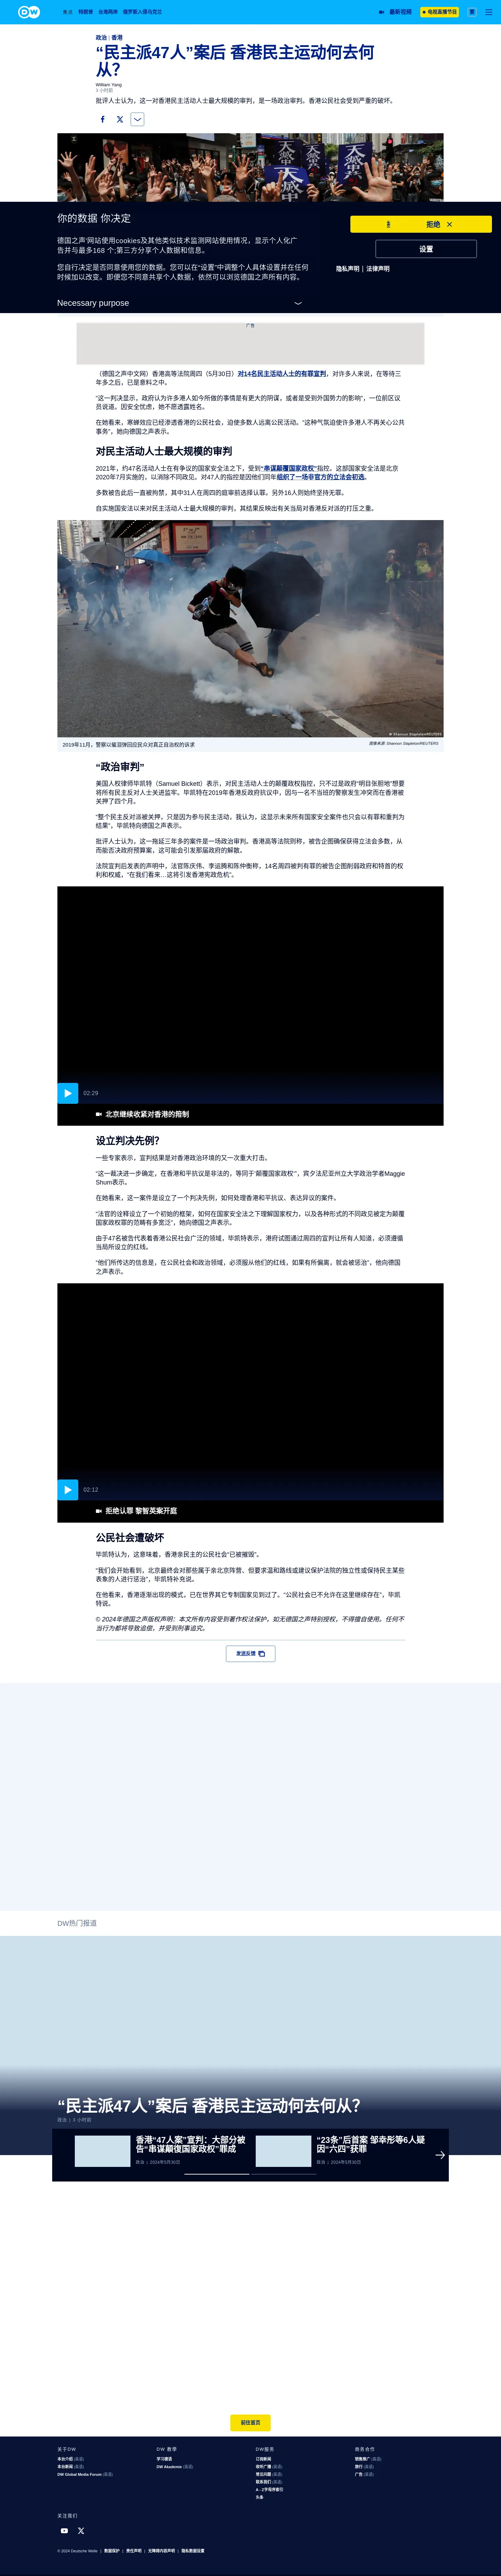 DW
焦点 特朗普 台海两岸 俄罗斯入侵乌克兰
最新视频
电视直播节目
繁
政治 | 香港
“民主派47人”案后 香港民主运动何去何从？
William Yang
3 小时前
批评人士认为，这一对香港民主活动人士最大规模的审判，是一场政治审判。香港公民社会受到严重的破坏。
你的数据 你决定
德国之声'网站使用cookies及其他类似技术监测网站使用情况，显示个人化广告并与最多168 个;第三方分享个人数据和信息。
您自行决定是否同意使用您的数据。您可以在“设置”中调整个人具体设置并在任何时候加以改变。即使您不同意共享个人数据，依然可以浏览德国之声所有内容。
拒绝
设置
隐私声明 | 法律声明
Necessary purpose
广告
（德国之声中文网）香港高等法院周四（5月30日）对14名民主活动人士的有罪宣判，对许多人来说，在等待三年多之后，已是意料之中。
“这一判决显示，政府认为许多港人如今所做的事情是有更大的阴谋，或者是受到外国势力的影响”，一位前区议员说道。因安全忧虑，她不愿透露姓名。
在她看来，寒蝉效应已经渗透香港的公民社会，迫使多数人远离公民活动。“这种气氛迫使许多港人不再关心公共事务”，她向德国之声表示。
对民主活动人士最大规模的审判
2021年，约47名活动人士在有争议的国家安全法之下，受到“串谋颠覆国家政权”指控。这部国家安全法是北京2020年7月实施的，以消除不同政见。对47人的指控是因他们同年组织了一场非官方的立法会初选。
多数被告此后一直被拘禁，其中31人在周四的庭审前选择认罪。另外16人则始终坚持无罪。
自实施国安法以来对民主活动人士最大规模的审判，其结果反映出有关当局对香港反对派的打压之重。
© Shannon Stapleton/REUTERS
2019年11月，警察以催泪弹回应民众对真正自治权的诉求
图像来源: Shannon Stapleton/REUTERS
“政治审判”
美国人权律师毕凯特（Samuel Bickett）表示，对民主活动人士的颠覆政权指控，只不过是政府“明目张胆地”想要将所有民主反对人士关进监牢。毕凯特在2019年香港反政府抗议中，因与一名不当班的警察发生冲突而在香港被关押了四个月。
“整个民主反对派被关押，只是因为参与民主活动，我认为，这显示未来所有国家安全案件也只会以有罪和重判为结果”，毕凯特向德国之声表示。
批评人士认为，这一拖延三年多的案件是一场政治审判。香港高等法院则称，被告企图确保获得立法会多数，从而能否决政府预算案，这可能会引发那届政府的解散。
法院宣判后发表的声明中，法官陈庆伟、李运腾和陈仲衡称，14名周四被判有罪的被告企图削弱政府和特首的权利和权威，“在我们看来…这将引发香港宪政危机”。
02:29
北京继续收紧对香港的箝制
设立判决先例？
一些专家表示，宣判结果是对香港政治环境的又一次重大打击。
“这一裁决进一步确定，在香港和平抗议是非法的，等同于‘颠覆国家政权’”，宾夕法尼亚州立大学政治学者Maggie Shum表示。
在她看来，这一案件是设立了一个判决先例，如何处理香港和平抗议、表达异议的案件。
“法官的诠释设立了一个初始的框架，如何在国家安全法之下理解国家权力，以及各种形式的不同政见被定为颠覆国家政权罪的范畴有多宽泛”，她向德国之声表示。
由于47名被告代表着香港公民社会广泛的领域，毕凯特表示，港府试图通过周四的宣判让所有人知道，必须遵循当局所设立的红线。
“他们所传达的信息是，在公民社会和政治领域，必须服从他们的红线，如果有所偏离，就会被惩治”，他向德国之声表示。
02:12
拒绝认罪 黎智英案开庭
公民社会遭破坏
毕凯特认为，这意味着，香港亲民主的公民社会“已被摧毁”。
“我们会开始看到，北京最终会对那些属于亲北京阵营、但要求温和路线或建议保护法院的独立性或保持民主某些表象的人进行惩治”，毕凯特补充说。
在他看来，香港逐渐出现的模式，已在世界其它专制国家见到过了。“公民社会已不允许在这里继续存在”，毕凯特说。
© 2024年德国之声版权声明：本文所有内容受到著作权法保护，如无德国之声特别授权，不得擅自使用。任何不当行为都将导致追偿，并受到刑事追究。
发送反馈
DW热门报道
“民主派47人”案后 香港民主运动何去何从？
政治 | 3 小时前
香港“47人案”宣判：大部分被告“串谋颠復国家政权”罪成
政治 | 2024年5月30日
“23条”后首案 邹幸彤等6人疑因“六四”获罪
政治 | 2024年5月30日
前往首页
关于DW
本台介绍 (英语)
本台新闻 (英语)
DW Global Media Forum (英语)
DW 教学
学习德语
DW Akademie (英语)
DW服务
订阅新闻
收听广播 (英语)
常见问题 (英语)
联系我们 (英语)
A - Z字母序索引
头条
商务合作
销售推广 (英语)
旅行 (英语)
广告 (英语)
关注我们
© 2024 Deutsche Welle | 数据保护 | 责任声明 | 无障碍内容声明 | 隐私数据设置